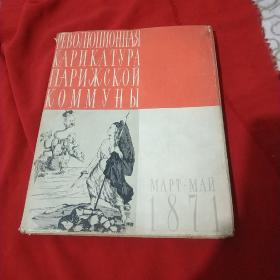 РЕВОЛЮЦИОННАЯ
КАРИКАТУРА
ПАРИЖСКОЙ
КОММУНЫ
МАРТ-МАЙ
1871